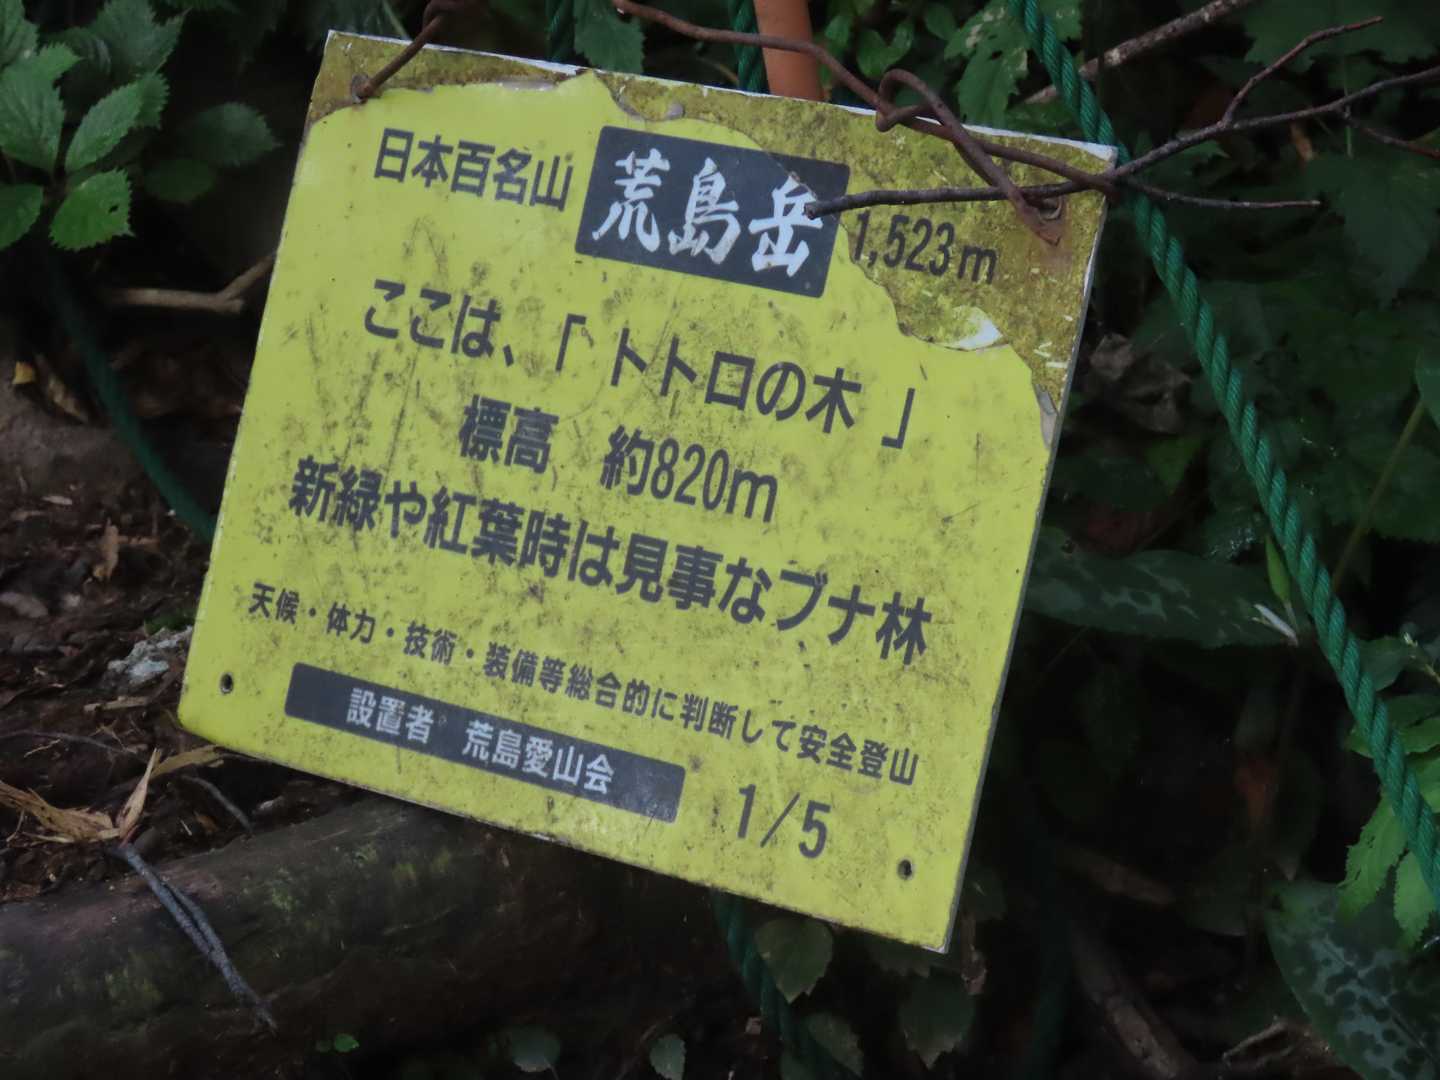 日本百名山 荒島岳 1,523m
ここは、「トトロの木」
標高　約820m
新緑や紅葉時は見事なブナ林
天候・体力・技術・装備等総合的に判断して安全登山
設置者　荒島愛山会　1/5